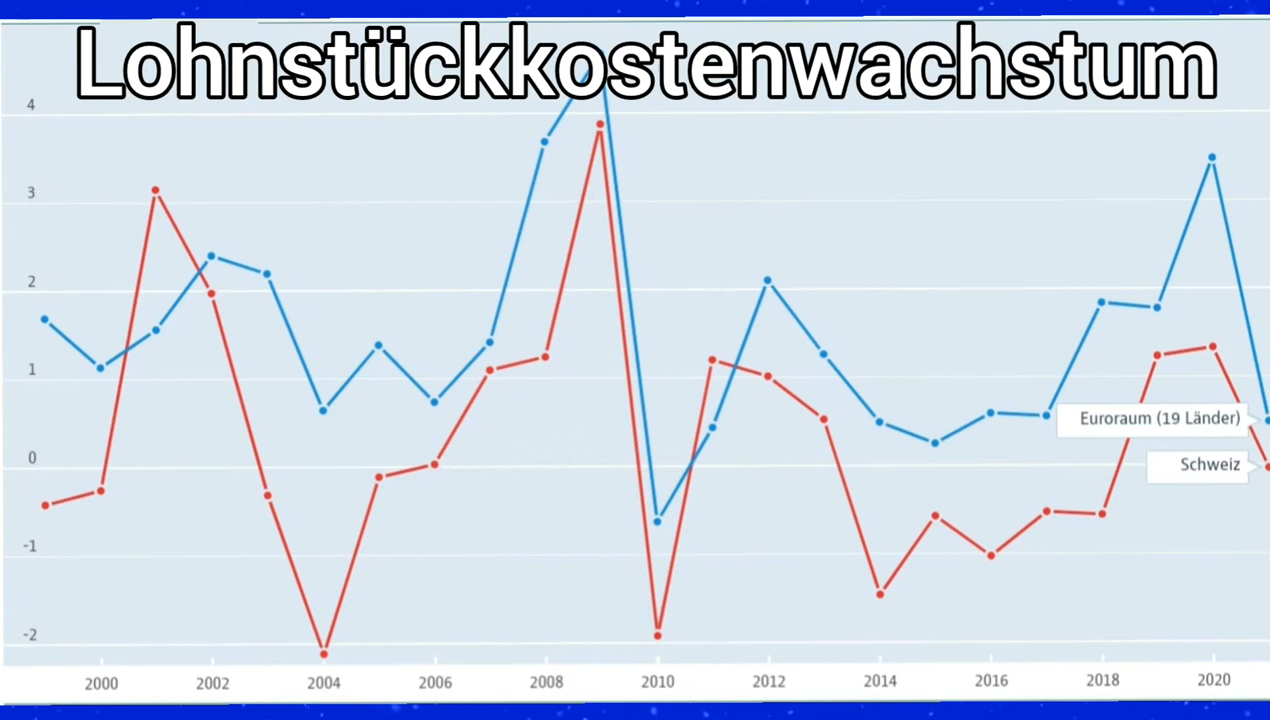 Lohnstückkostenwachstum
4
3
2
1
0
-1
-2
Euroraum (19 Länder)
Schweiz
2000 2002 2004 2006 2008 2010 2012 2014 2016 2018 2020